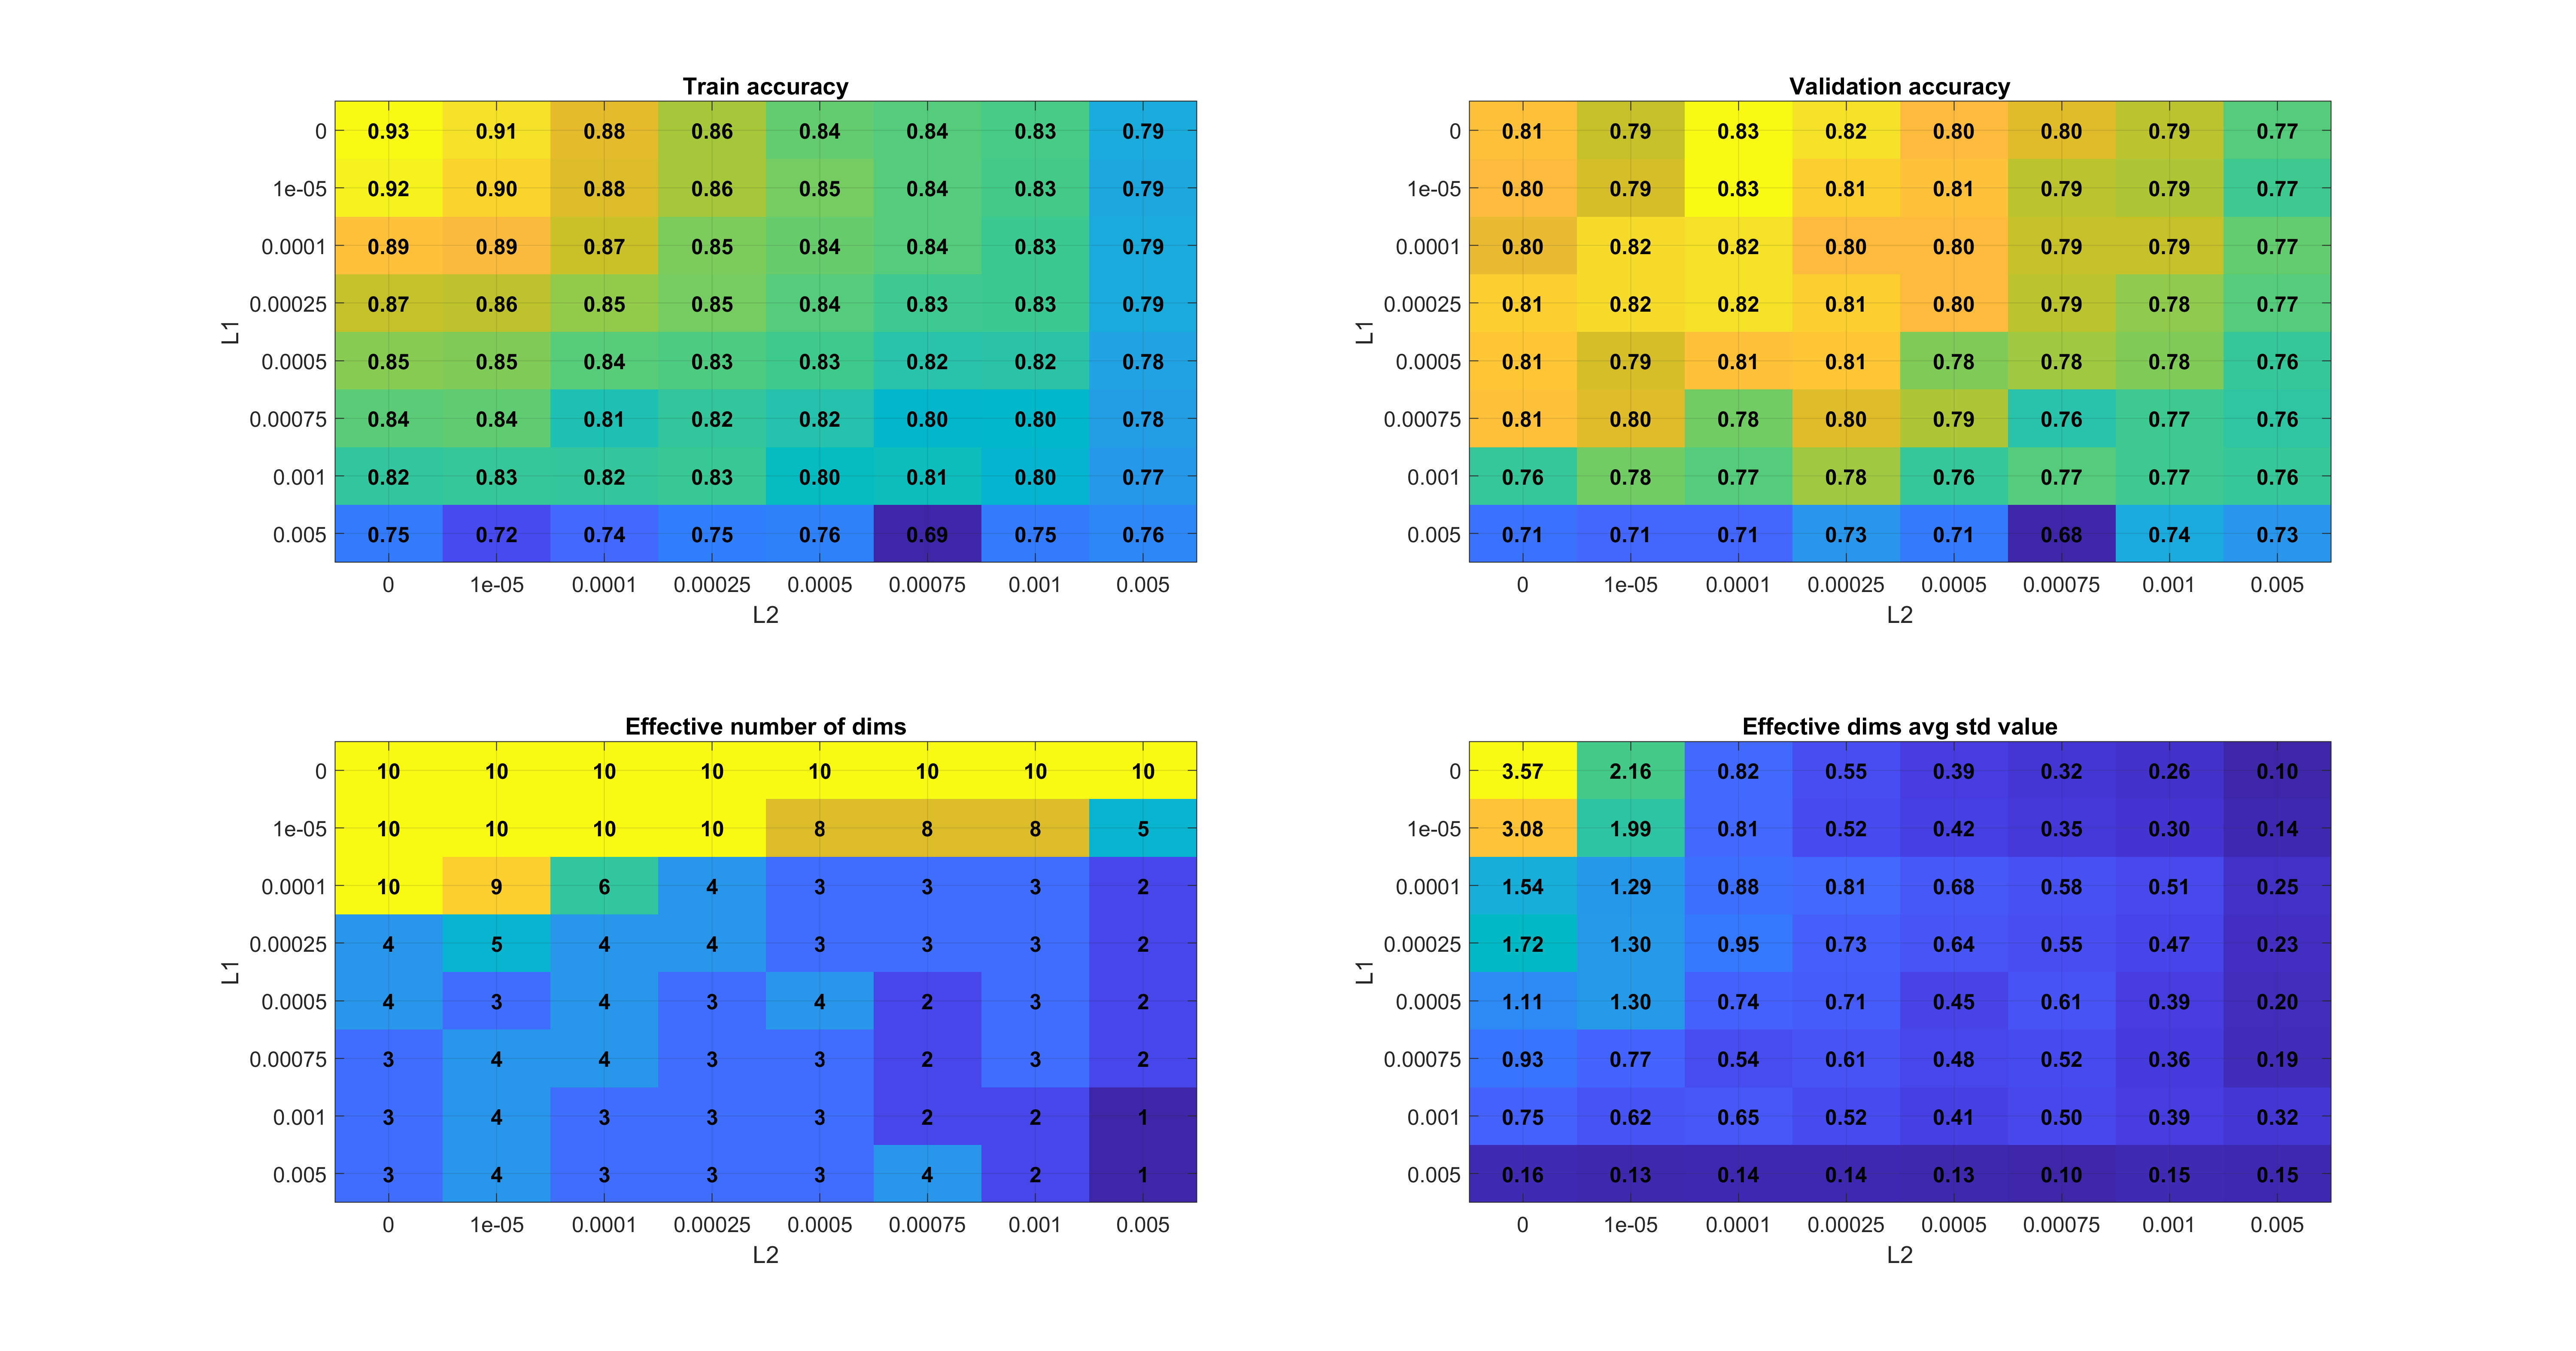 Train accuracy
0 0.93 0.91 0.88 0.86 0.84 0.84 0.83 0.79
1e-05 0.92 0.90 0.88 0.86 0.85 0.84 0.83 0.79
0.0001 0.89 0.89 0.87 0.85 0.84 0.84 0.83 0.79
0.00025 0.87 0.86 0.85 0.85 0.84 0.83 0.83 0.79
0.0005 0.85 0.85 0.84 0.83 0.83 0.82 0.82 0.78
0.00075 0.84 0.84 0.81 0.82 0.82 0.80 0.80 0.78
0.001 0.82 0.83 0.82 0.83 0.80 0.81 0.80 0.77
0.005 0.75 0.72 0.74 0.75 0.76 0.69 0.75 0.76
L1
0 1e-05 0.0001 0.00025 0.0005 0.00075 0.001 0.005
L2
Validation accuracy
0 0.81 0.79 0.83 0.82 0.80 0.80 0.79 0.77
1e-05 0.80 0.79 0.83 0.81 0.81 0.79 0.79 0.77
0.0001 0.80 0.82 0.82 0.80 0.80 0.79 0.79 0.77
0.00025 0.81 0.82 0.82 0.81 0.80 0.79 0.78 0.77
0.0005 0.81 0.79 0.81 0.81 0.78 0.78 0.78 0.76
0.00075 0.81 0.80 0.78 0.80 0.79 0.76 0.77 0.76
0.001 0.76 0.78 0.77 0.78 0.76 0.77 0.77 0.76
0.005 0.71 0.71 0.71 0.73 0.71 0.68 0.74 0.73
L1
0 1e-05 0.0001 0.00025 0.0005 0.00075 0.001 0.005
L2
Effective number of dims
0 10 10 10 10 10 10 10 10
1e-05 10 10 10 10 8 8 8 5
0.0001 10 9 6 4 3 3 3 2
0.00025 4 5 4 4 3 3 3 2
0.0005 4 3 4 3 4 2 3 2
0.00075 3 4 4 3 3 2 3 2
0.001 3 4 3 3 3 2 2 1
0.005 3 4 3 3 3 4 2 1
L1
0 1e-05 0.0001 0.00025 0.0005 0.00075 0.001 0.005
L2
Effective dims avg std value
0 3.57 2.16 0.82 0.55 0.39 0.32 0.26 0.10
1e-05 3.08 1.99 0.81 0.52 0.42 0.35 0.30 0.14
0.0001 1.54 1.29 0.88 0.81 0.68 0.58 0.51 0.25
0.00025 1.72 1.30 0.95 0.73 0.64 0.55 0.47 0.23
0.0005 1.11 1.30 0.74 0.71 0.45 0.61 0.39 0.20
0.00075 0.93 0.77 0.54 0.61 0.48 0.52 0.36 0.19
0.001 0.75 0.62 0.65 0.52 0.41 0.50 0.39 0.32
0.005 0.16 0.13 0.14 0.14 0.13 0.10 0.15 0.15
L1
0 1e-05 0.0001 0.00025 0.0005 0.00075 0.001 0.005
L2